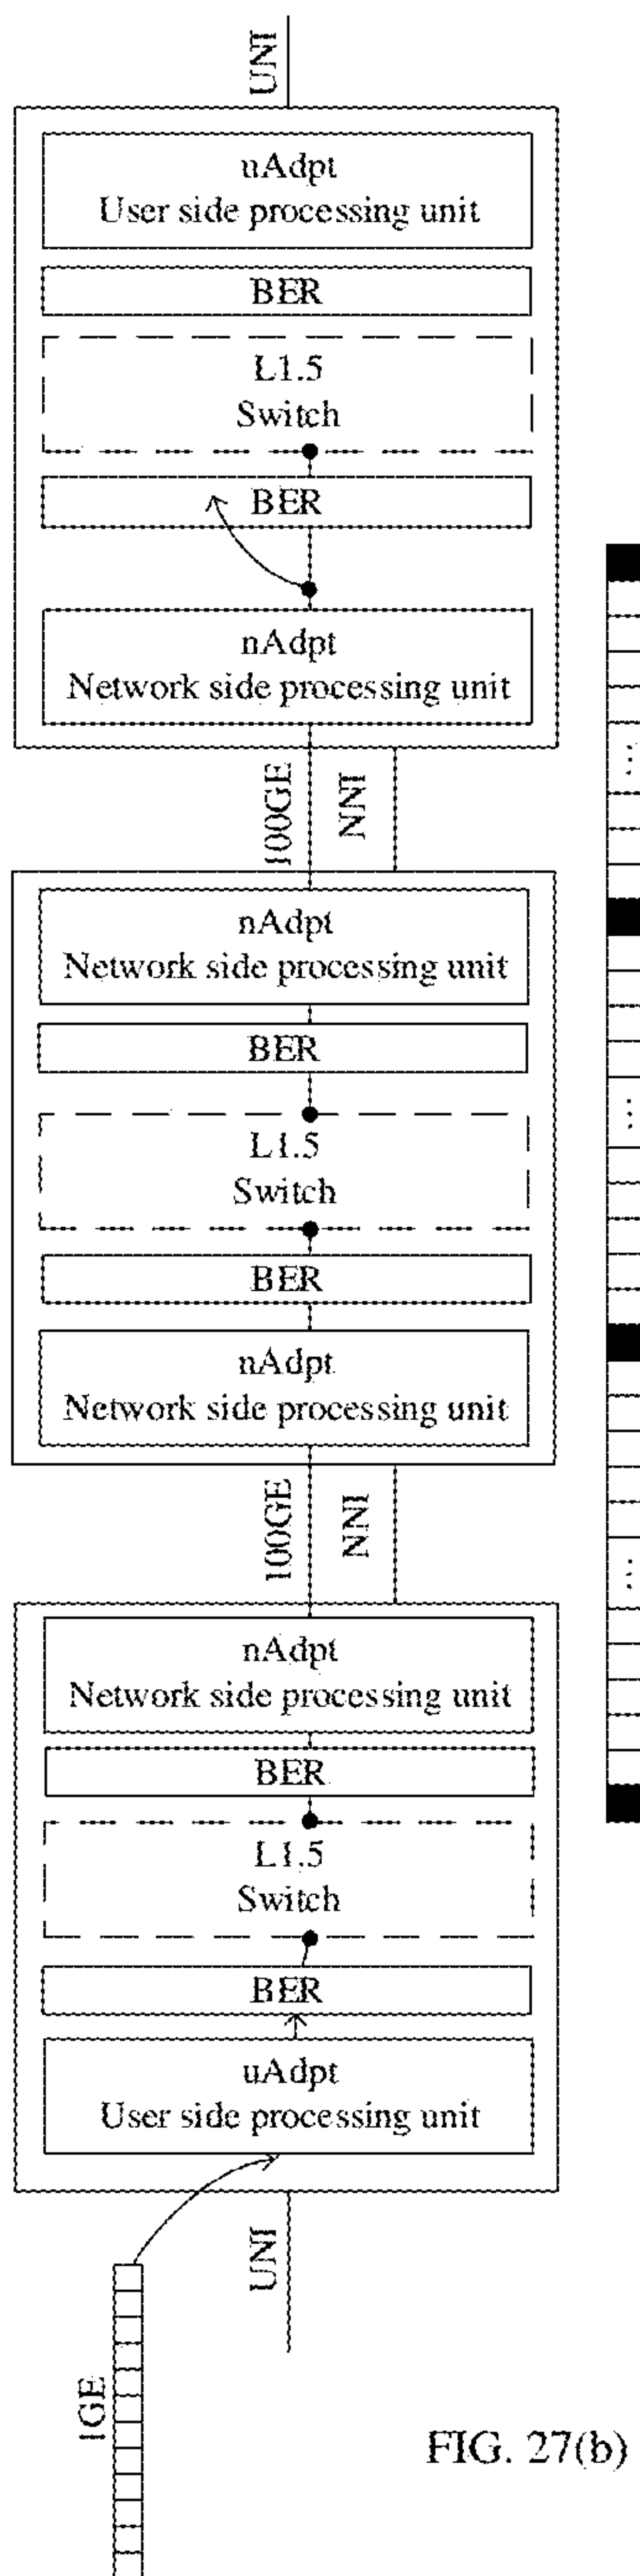 UNI
uAdpt
User side processing unit
BER
L1.5
Switch
BER
nAdpt
Network side processing unit
100GE
NNI
nAdpt
Network side processing unit
BER
L1.5
Switch
BER
nAdpt
Network side processing unit
100GE
NNI
nAdpt
Network side processing unit
BER
L1.5
Switch
BER
uAdpt
User side processing unit
UNI
1GE
FIG. 27(b)